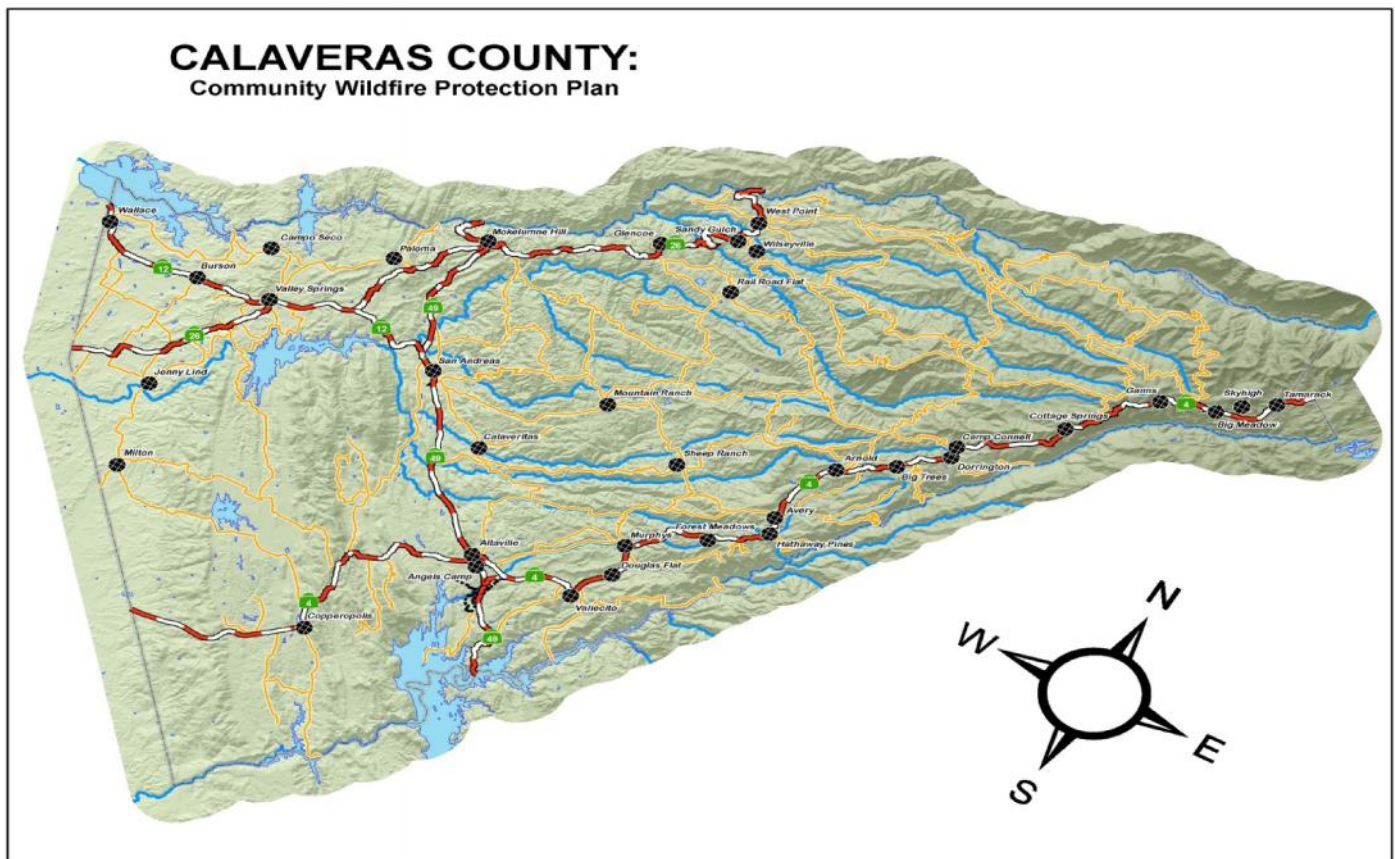 CALAVERAS COUNTY:
Community Wildfire Protection Plan
Wallace
Campo Seco
Paloma
Mokelumne Hill
Glencoe
26
Sandy Gulch
West Point
Wilseyville
12
Burson
Valley Springs
Rail Road Flat
26
12
49
Jenny Lind
San Andreas
Mountain Ranch
Ganns
4
Skyhigh
Tamarack
Big Meadow
Cottage Springs
Milton
Calaveritas
49
Sheep Ranch
Arnold
Camp Connell
Dorrington
Big Trees
4
Avery
Altaville
Murphys
Forest Meadows
Hathaway Pines
Angels Camp
4
Douglas Flat
Vallecito
4
Copperopolis
49
N
W
E
S